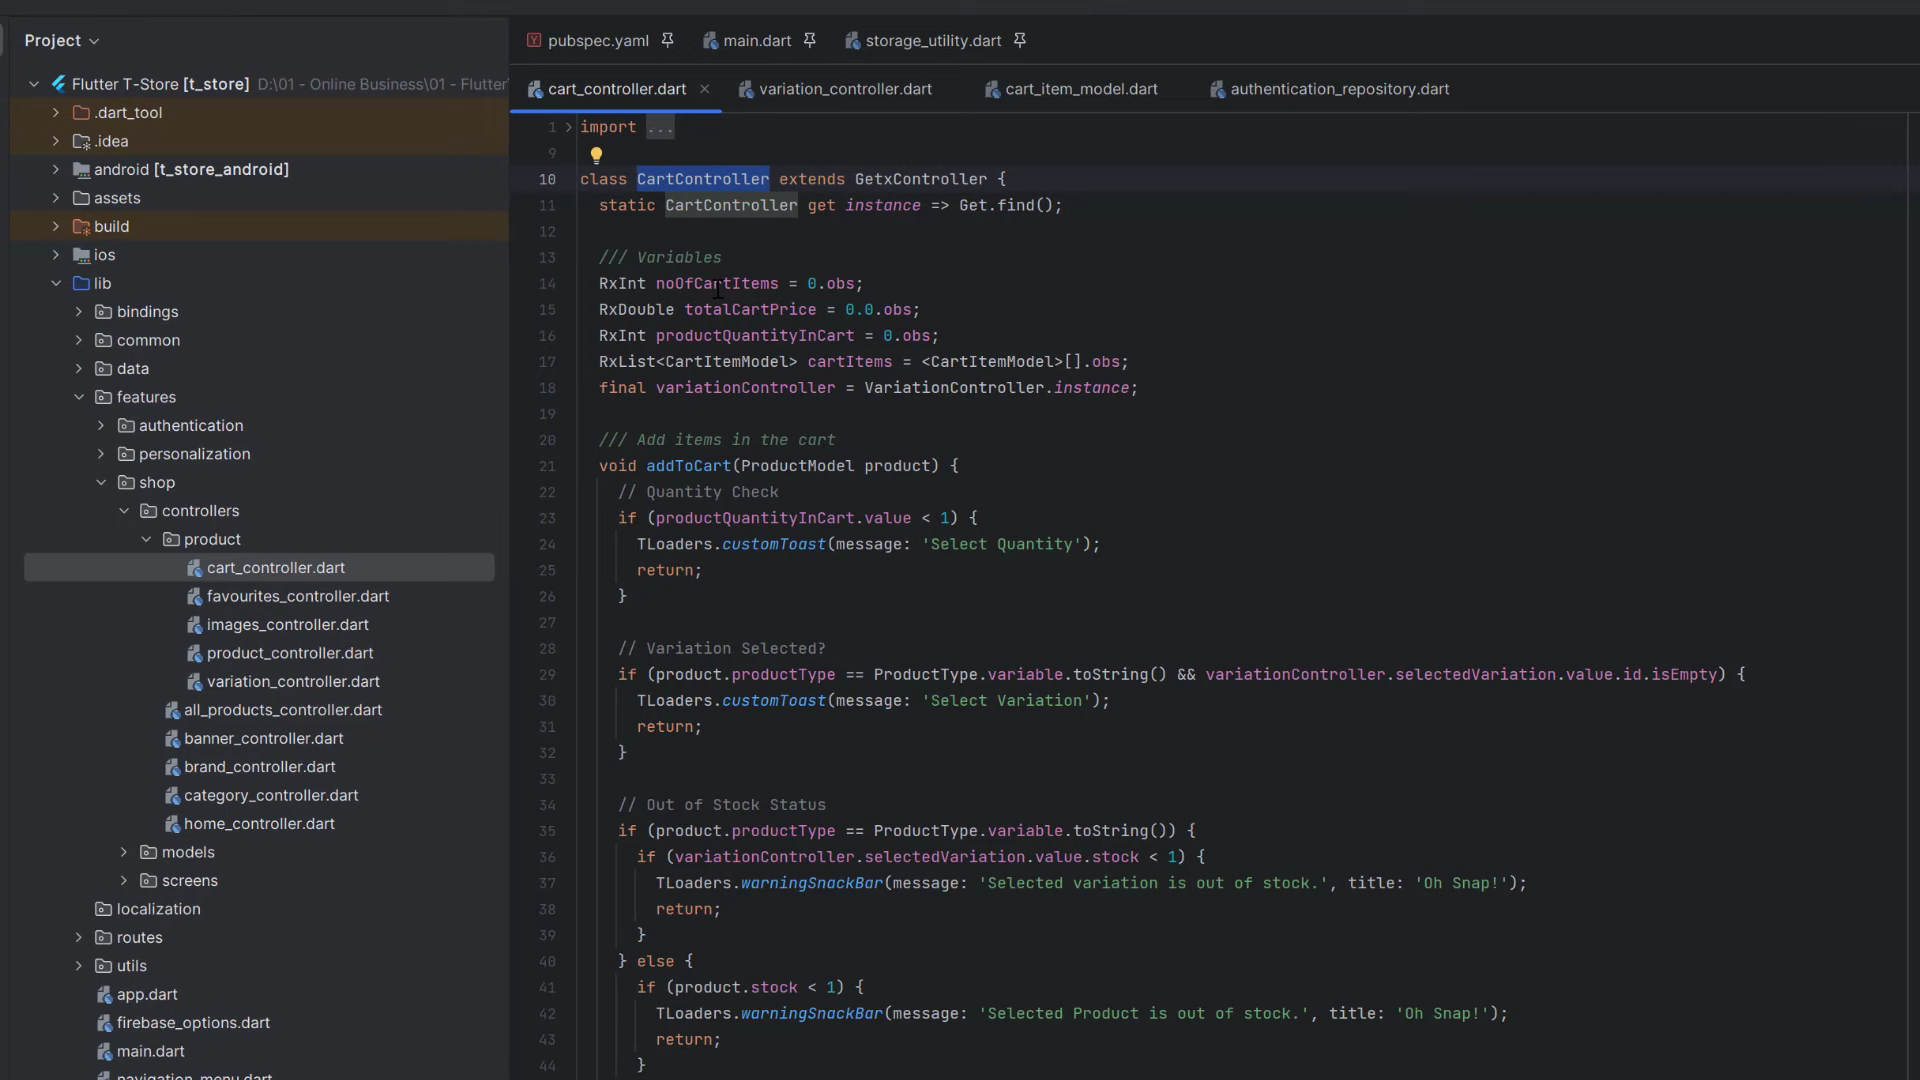 Project
Flutter T-Store [t_store] D:\01 - Online Business\01 - Flutter\
.dart_tool
.idea
android [t_store_android]
assets
build
ios
lib
bindings
common
data
features
authentication
personalization
shop
controllers
product
cart_controller.dart
favourites_controller.dart
images_controller.dart
product_controller.dart
variation_controller.dart
all_products_controller.dart
banner_controller.dart
brand_controller.dart
category_controller.dart
home_controller.dart
models
screens
localization
routes
utils
app.dart
firebase_options.dart
main.dart
navigation_menu.dart
pubspec.yaml main.dart storage_utility.dart
cart_controller.dart variation_controller.dart cart_item_model.dart authentication_repository.dart
1 import ...
9
10 class CartController extends GetxController {
11 static CartController get instance => Get.find();
12
13 /// Variables
14 RxInt noOfCartItems = 0.obs;
15 RxDouble totalCartPrice = 0.0.obs;
16 RxInt productQuantityInCart = 0.obs;
17 RxList<CartItemModel> cartItems = <CartItemModel>[].obs;
18 final variationController = VariationController.instance;
19
20 /// Add items in the cart
21 void addToCart(ProductModel product) {
22 // Quantity Check
23 if (productQuantityInCart.value < 1) {
24 TLoaders.customToast(message: 'Select Quantity');
25 return;
26 }
27
28 // Variation Selected?
29 if (product.productType == ProductType.variable.toString() && variationController.selectedVariation.value.id.isEmpty) {
30 TLoaders.customToast(message: 'Select Variation');
31 return;
32 }
33
34 // Out of Stock Status
35 if (product.productType == ProductType.variable.toString()) {
36 if (variationController.selectedVariation.value.stock < 1) {
37 TLoaders.warningSnackBar(message: 'Selected variation is out of stock.', title: 'Oh Snap!');
38 return;
39 }
40 } else {
41 if (product.stock < 1) {
42 TLoaders.warningSnackBar(message: 'Selected Product is out of stock.', title: 'Oh Snap!');
43 return;
44 }